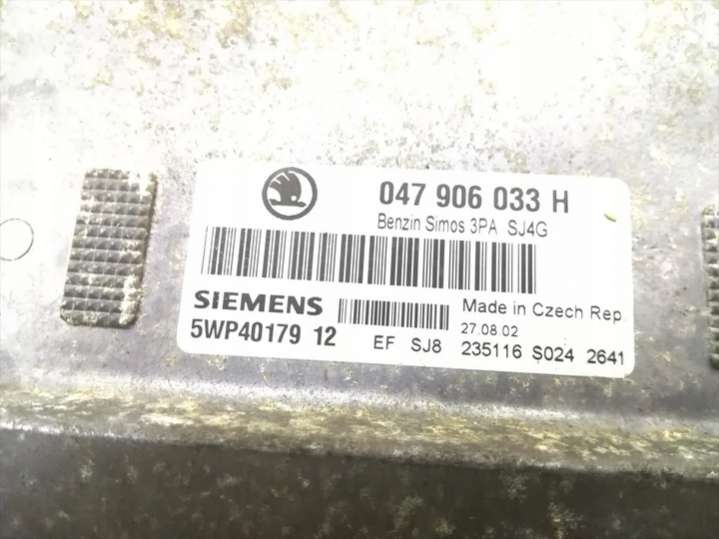 047 906 033 H
Benzin Simos 3PA SJ4G
SIEMENS
5WP40179 12
Made in Czech Rep.
27.08.02
EF SJ8 235116 S024 2641